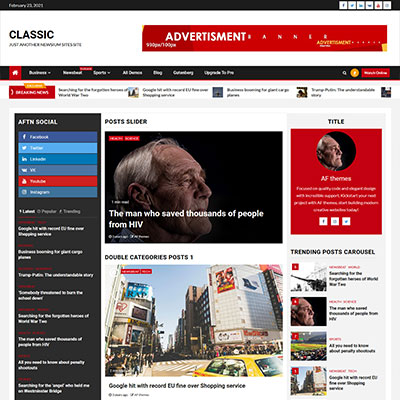 February 23, 2021
CLASSIC
JUST ANOTHER NEWSIUM SITES SITE
ADVERTISMENT BANNER
930px/100px
ADVERTISMENT
Business
Newsbeat
Sports
All Demos
Blog
Gutenberg
Upgrade To Pro
Watch Online
BREAKING NEWS
Searching for the forgotten heroes of World War Two
Google hit with record EU fine over Shopping service
Business booming for giant cargo planes
Trump-Putin: The understandable story
AFTN SOCIAL
Facebook
Twitter
Linkedin
VK
Youtube
Instagram
Latest
Popular
Trending
Google hit with record EU fine over Shopping service
Business booming for giant cargo planes
Trump-Putin: The understandable story
'Somebody threatened to burn the school down!'
Searching for the forgotten heroes of World War Two
The man who saved thousands of people from HIV
All you need to know about penalty shootouts
Searching for the 'angel' who held me on Westminster Bridge
POSTS SLIDER
HEALTH
SCIENCE
1 min read
The man who saved thousands of people from HIV
3 years ago
AF themes
DOUBLE CATEGORIES POSTS 1
NEWSBEAT
TECH
Google hit with record EU fine over Shopping service
3 years ago
AF themes
TITLE
AF themes
Focused on quality code and elegant design with incredible support. Kickstart your next project with AF themes, start building modern creative websites today!
TRENDING POSTS CAROUSEL
NEWSBEAT
WORLD
Searching for the forgotten heroes of World War Two
HEALTH
SCIENCE
The man who saved thousands of people from HIV
SPORTS
All you need to know about penalty shootouts
NEWSBEAT
TECH
Google hit with record EU fine over Shopping service